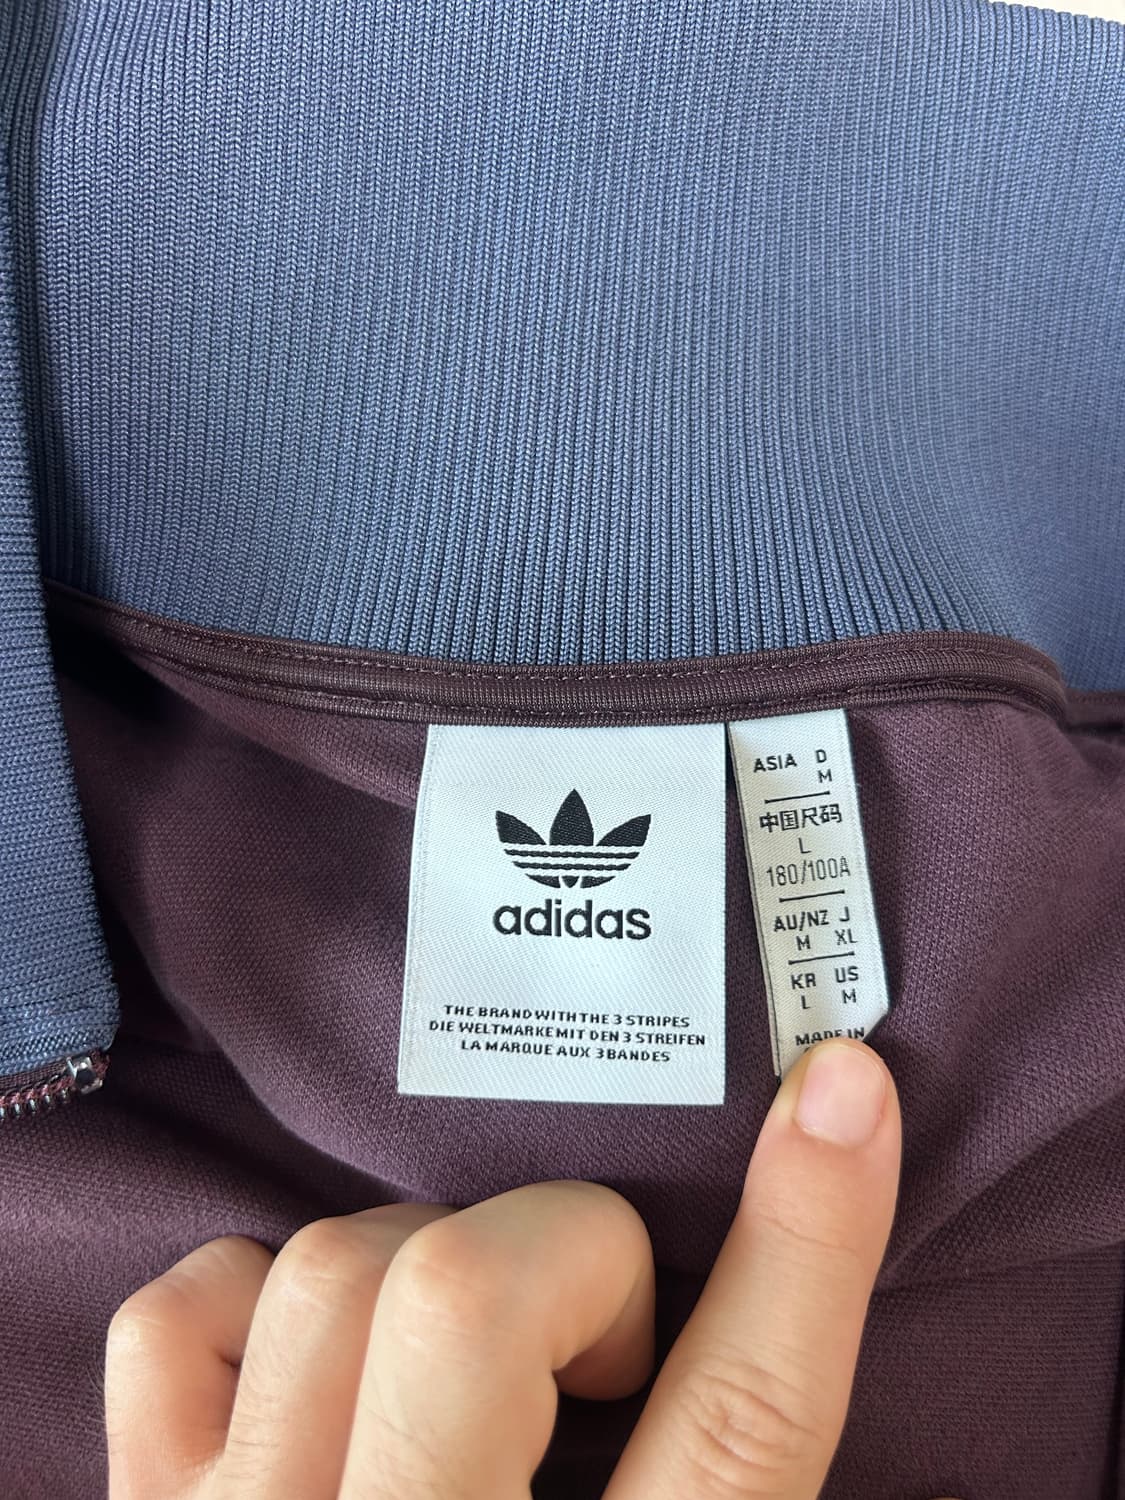 adidas
THE BRAND WITH THE 3 STRIPES
DIE WELTMARKE MIT DEN 3 STREIFEN
LA MARQUE AUX 3 BANDES
ASIA D
M
中国尺码
L
180/100A
AU/NZ J
M XL
KR US
L M
MADE IN